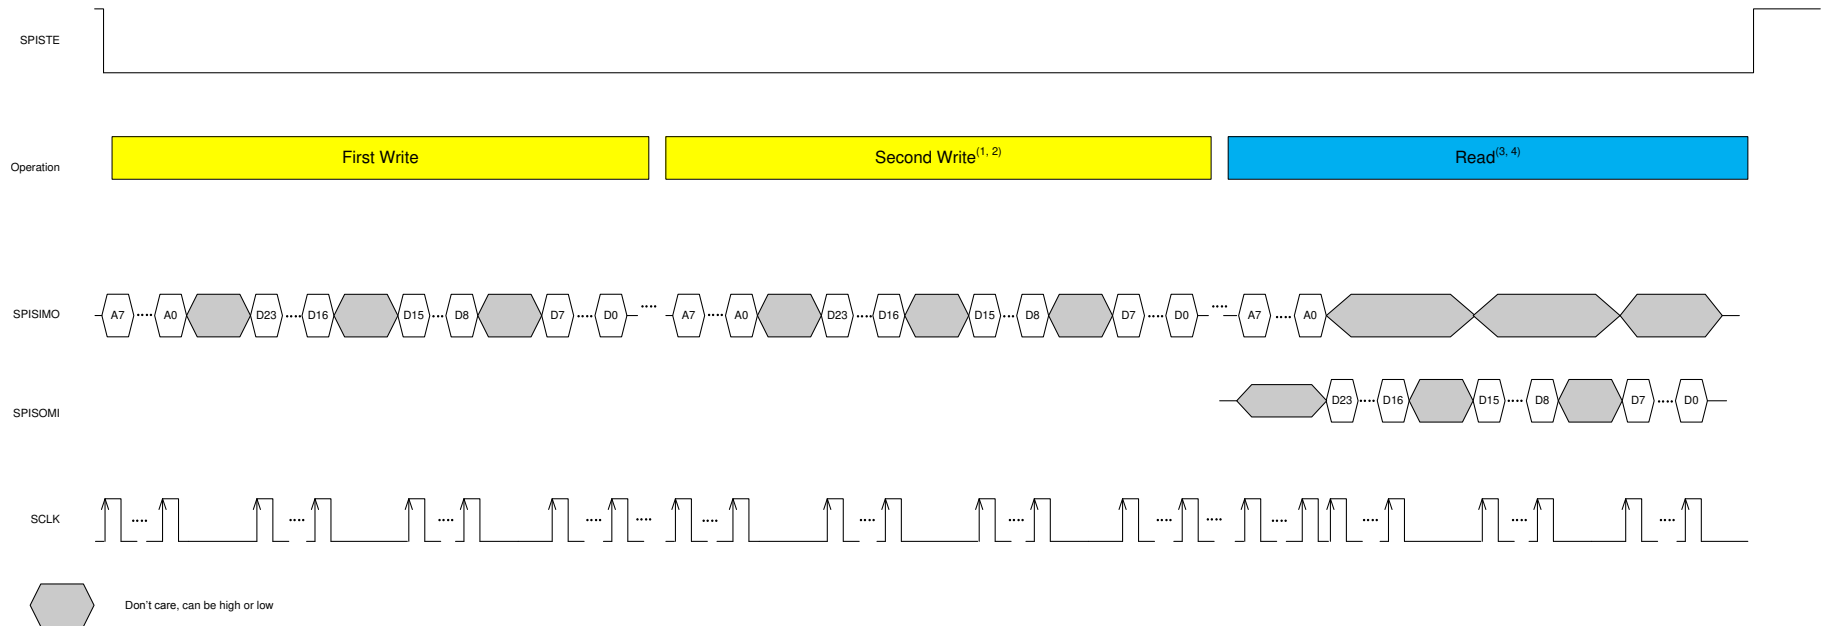 SPISTE
Operation First Write Second Write(1, 2) Read(3, 4)
SPISIMO A7 .... A0 D23 .... D16 D15 ... D8 D7 .... D0 .... A7 .... A0 D23 .... D16 D15 .... D8 D7 .... D0 .... A7 .... A0
SPISOMI D23 .... D16 D15 .... D8 D7 .... D0
SCLK .... .... .... .... .... .... .... .... .... .... .... .... .... ....
Don't care, can be high or low